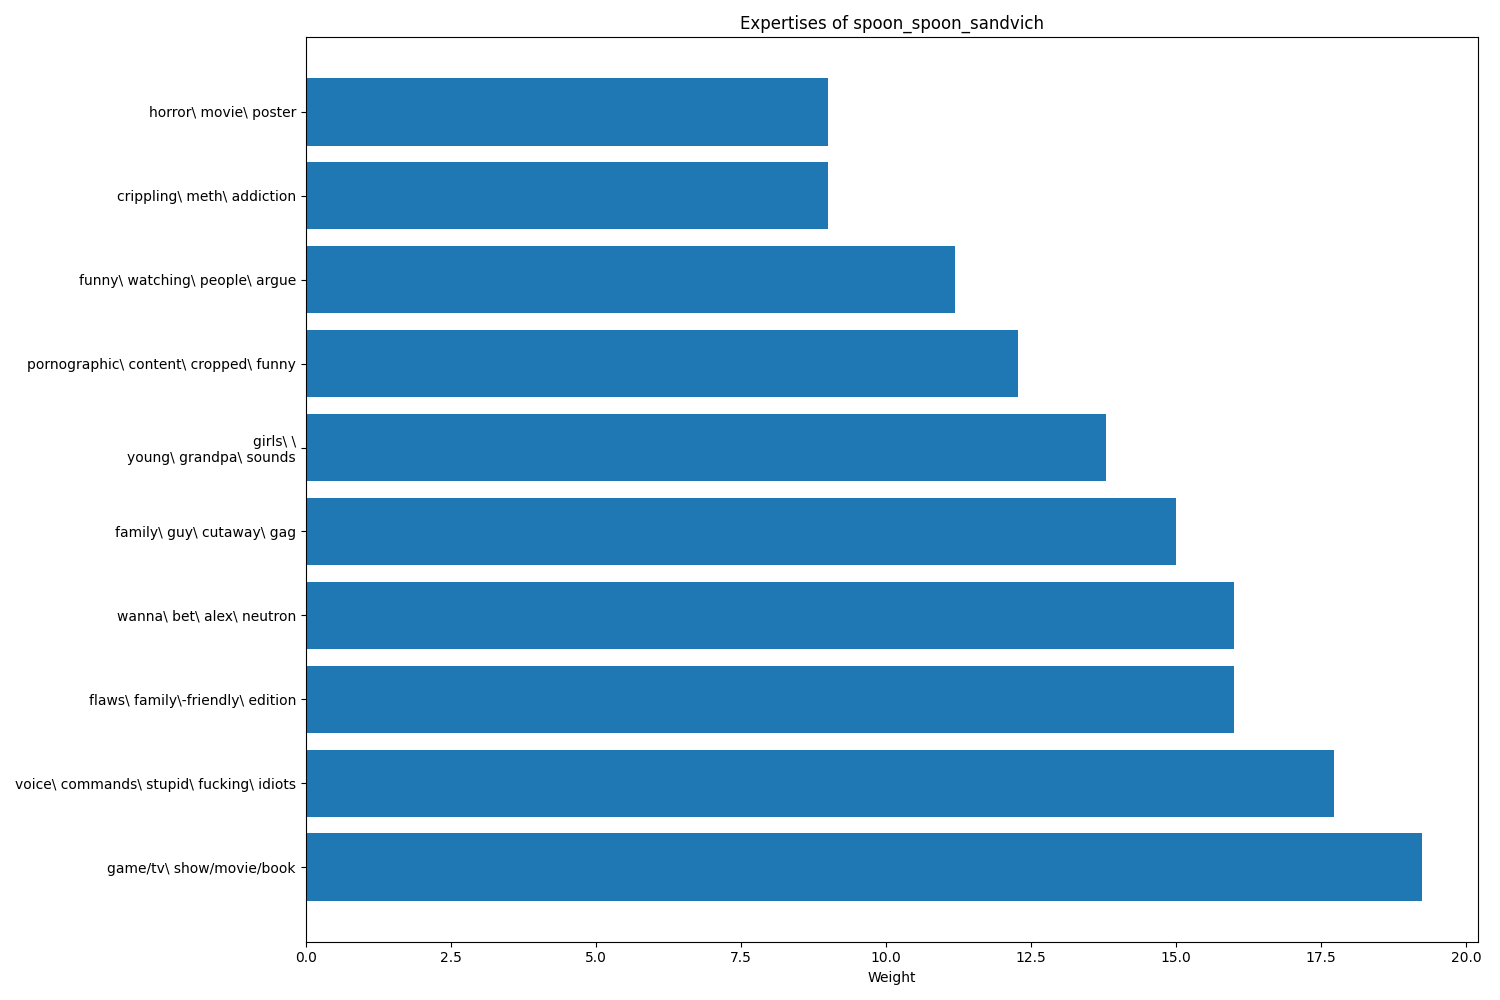 Expertises of spoon_spoon_sandvich
horror\ movie\ poster
crippling\ meth\ addiction
funny\ watching\ people\ argue
pornographic\ content\ cropped\ funny
girls\ \
young\ grandpa\ sounds
family\ guy\ cutaway\ gag
wanna\ bet\ alex\ neutron
flaws\ family\-friendly\ edition
voice\ commands\ stupid\ fucking\ idiots
game/tv\ show/movie/book
0.0 2.5 5.0 7.5 10.0 12.5 15.0 17.5 20.0
Weight